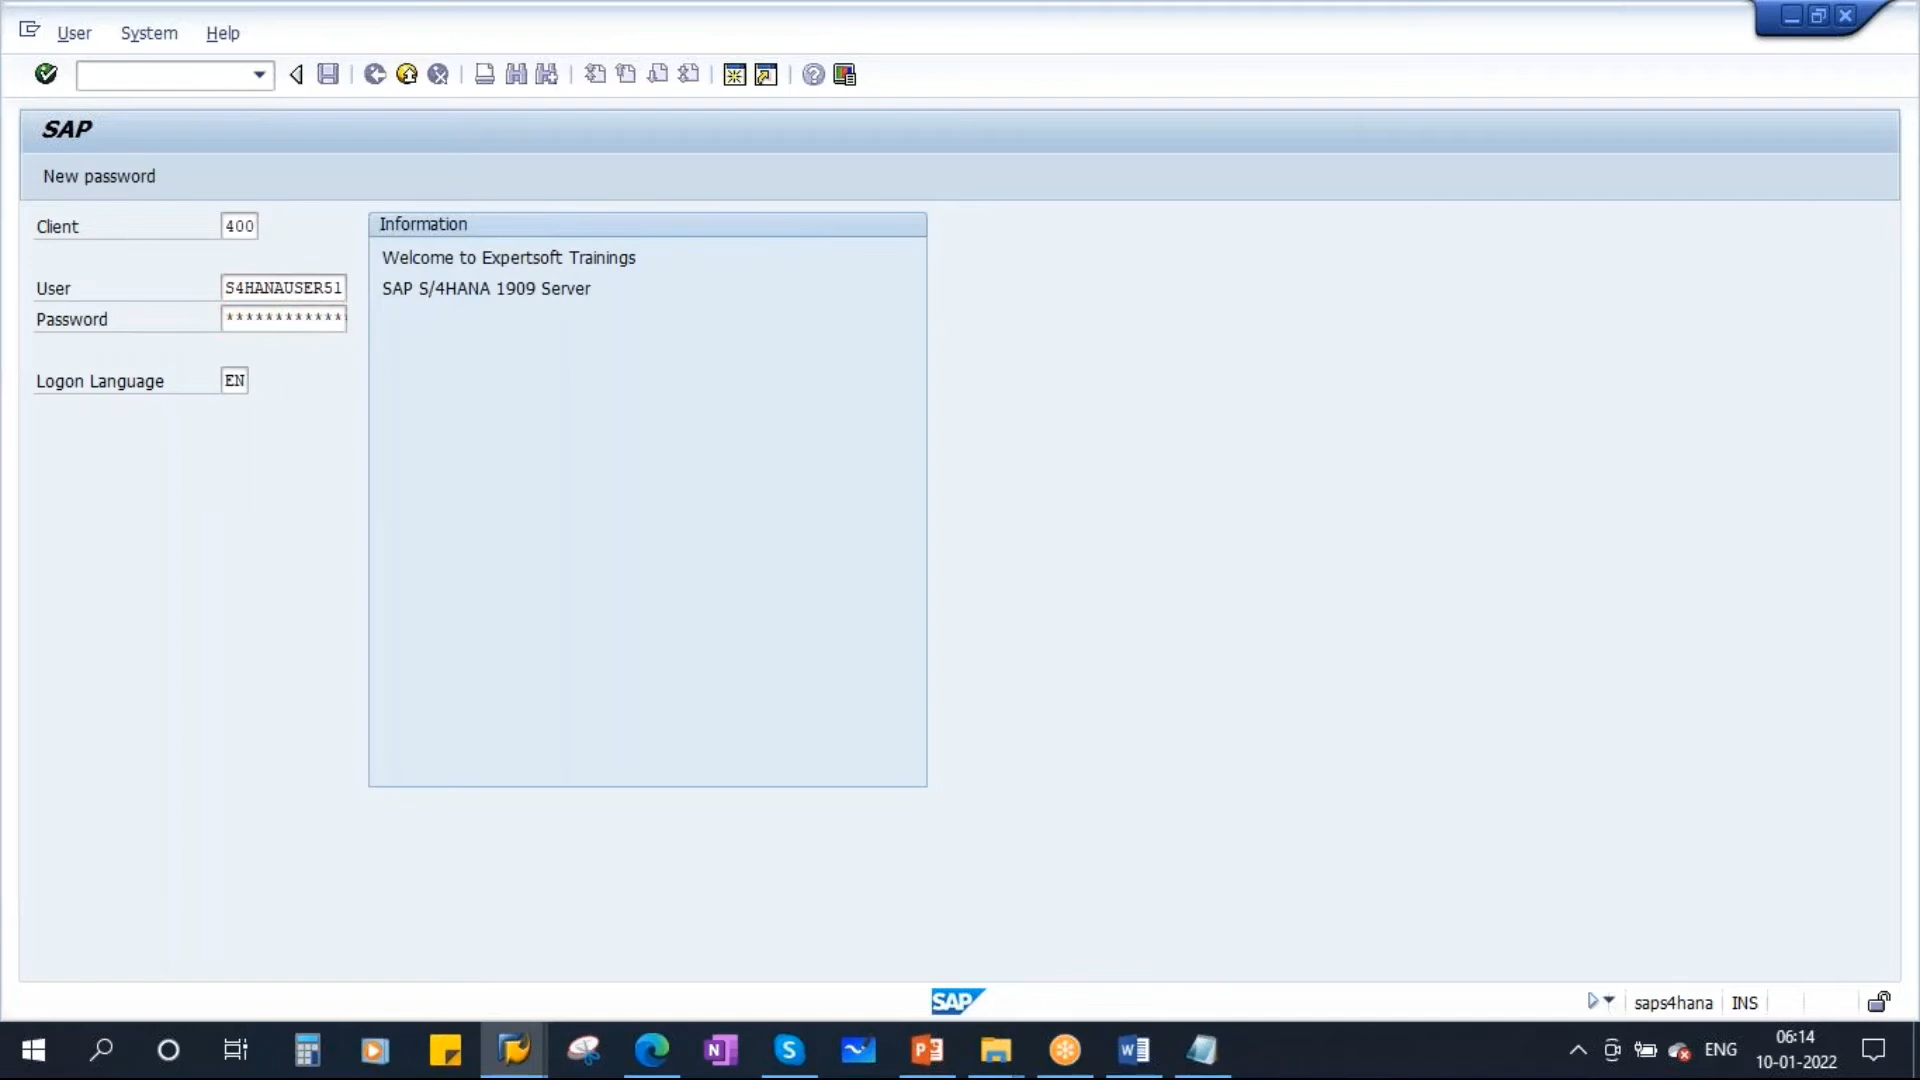 User System Help
SAP
New password
Client 400
Information
Welcome to Expertsoft Trainings
User S4HANAUSER51
SAP S/4HANA 1909 Server
Password ************
Logon Language EN
SAP
saps4hana INS
N S P W ENG 06:14
10-01-2022